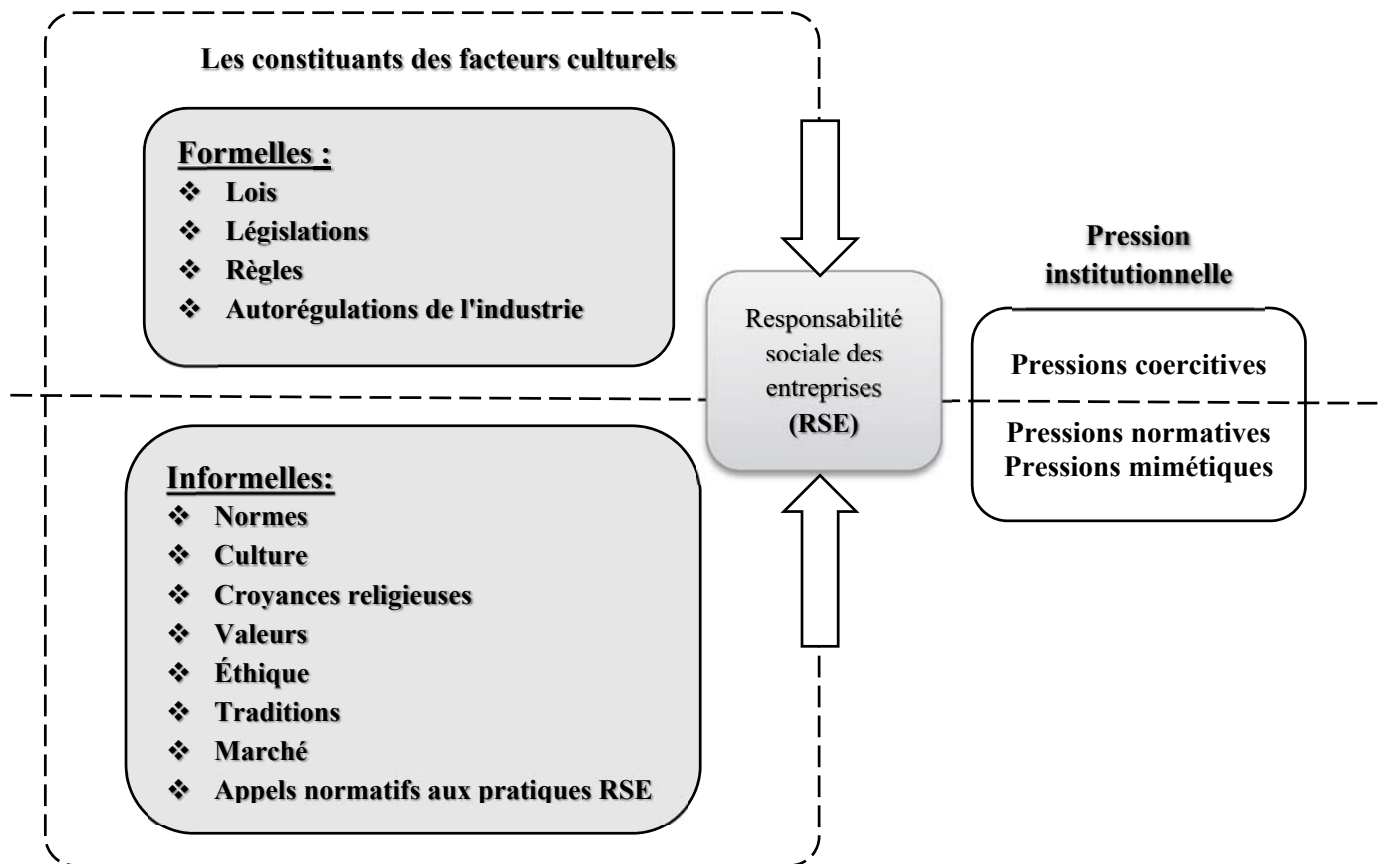 Les constituants des facteurs culturels
Formelles :
❖ Lois
❖ Législations
❖ Règles
❖ Autorégulations de l'industrie
Informelles:
❖ Normes
❖ Culture
❖ Croyances religieuses
❖ Valeurs
❖ Éthique
❖ Traditions
❖ Marché
❖ Appels normatifs aux pratiques RSE
Responsabilité
sociale des
entreprises
(RSE)
Pression
institutionnelle
Pressions coercitives
Pressions normatives
Pressions mimétiques